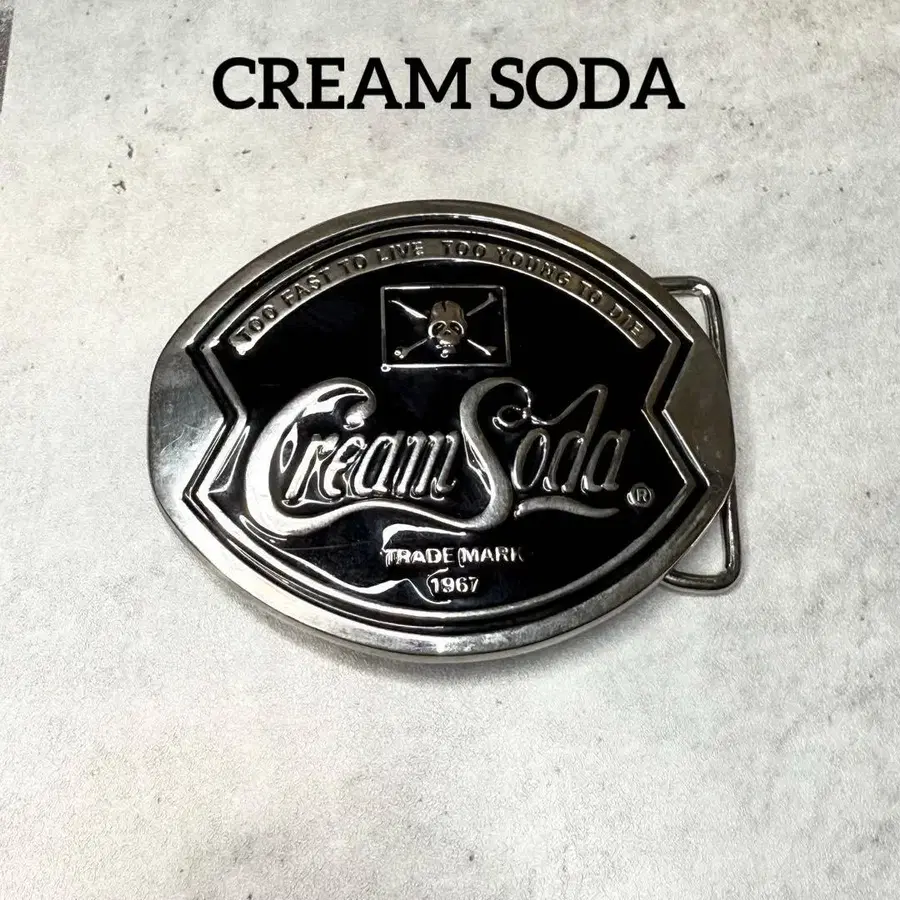 CREAM SODA
TOO FAST TO LIVE TOO YOUNG TO DIE
Cream Soda ®
TRADE MARK
1967